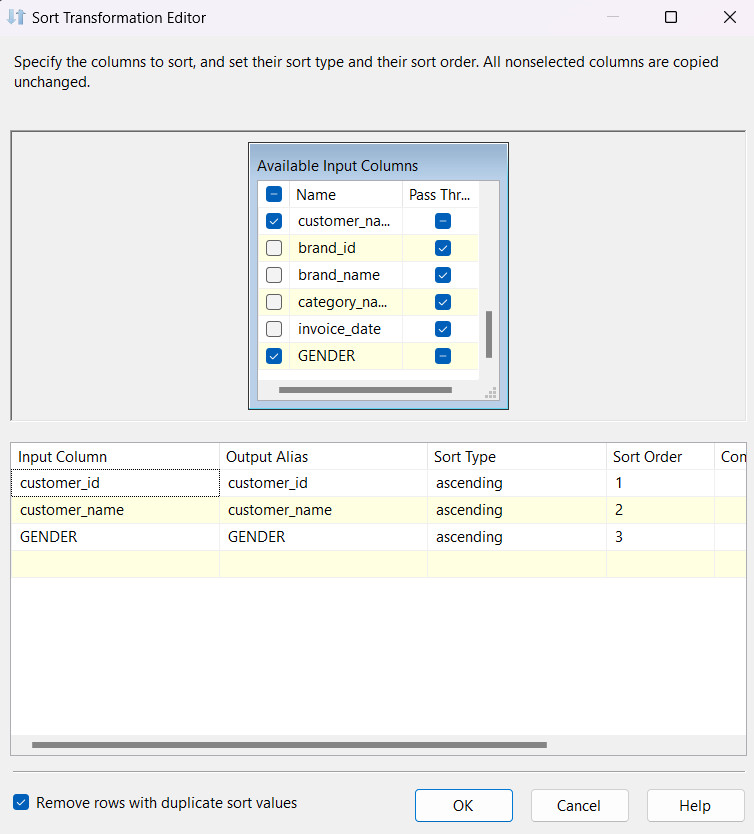 Sort Transformation Editor
Specify the columns to sort, and set their sort type and their sort order. All nonselected columns are copied
unchanged.
Available Input Columns
Name Pass Thr...
customer_na...
brand_id
brand_name
category_na...
invoice_date
GENDER
Input Column Output Alias Sort Type Sort Order Com
customer_id customer_id ascending 1
customer_name customer_name ascending 2
GENDER GENDER ascending 3
Remove rows with duplicate sort values OK Cancel Help